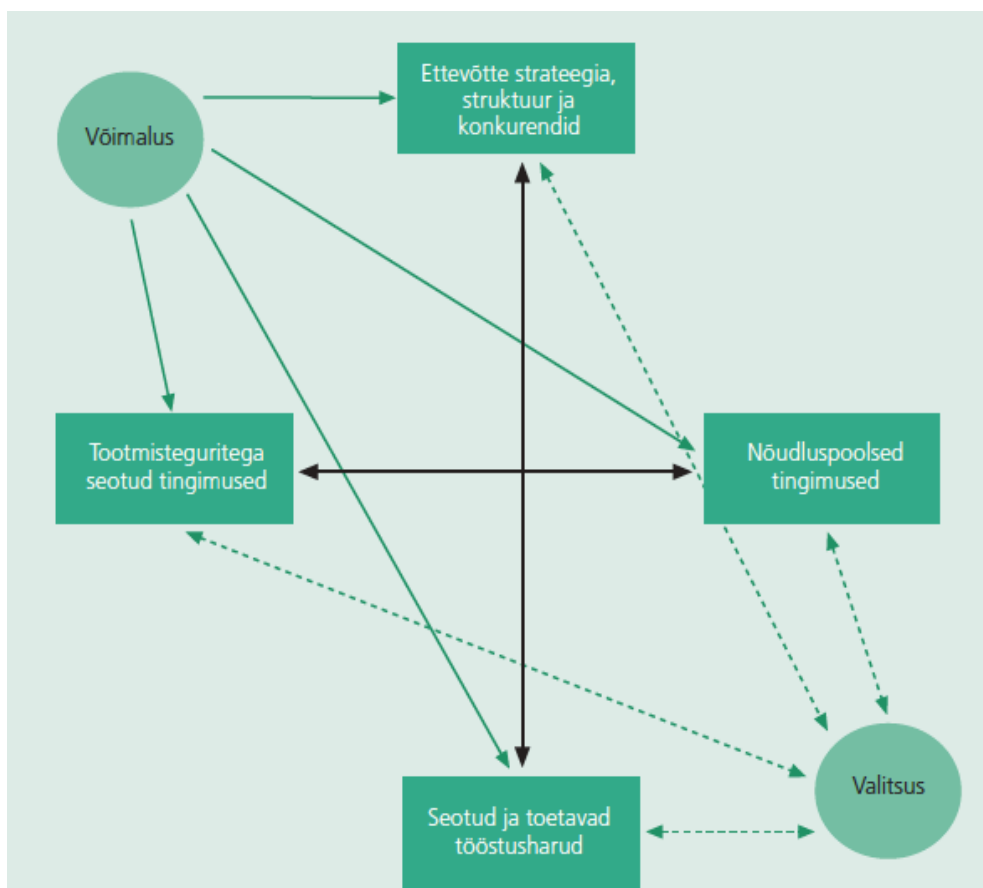 Ettevõtte strateegia,
struktuur ja
konkurendid
Võimalus
Tootmisteguritega
seotud tingimused
Nõudluspoolsed
tingimused
Seotud ja toetavad
tööstusharud
Valitsus